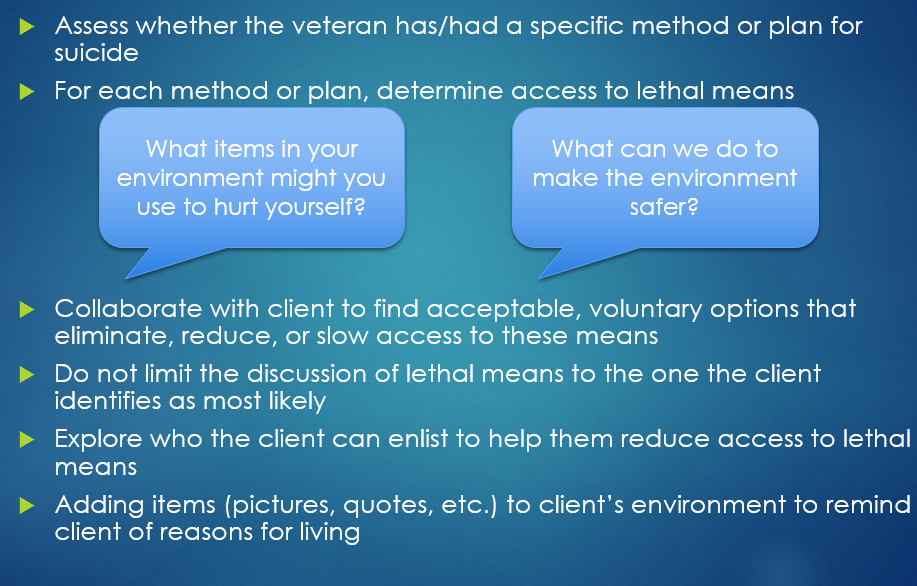 Assess whether the veteran has/had a specific method or plan for
suicide
For each method or plan, determine access to lethal means
What items in your
environment might you
use to hurt yourself?
What can we do to
make the environment
safer?
Collaborate with client to find acceptable, voluntary options that
eliminate, reduce, or slow access to these means
Do not limit the discussion of lethal means to the one the client
identifies as most likely
Explore who the client can enlist to help them reduce access to lethal
means
Adding items (pictures, quotes, etc.) to client’s environment to remind
client of reasons for living